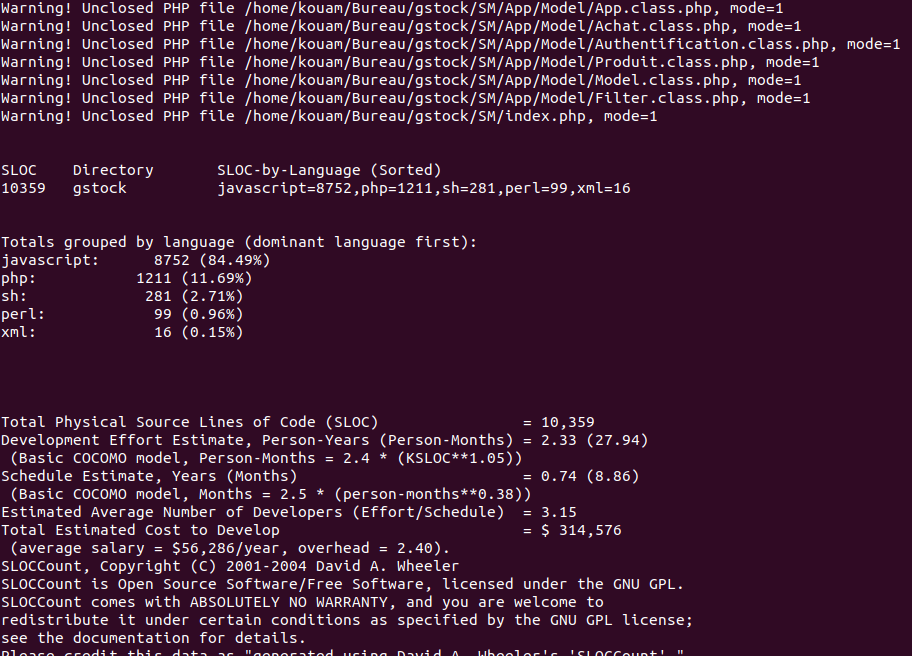 Warning! Unclosed PHP file /home/kouam/Bureau/gstock/SM/App/Model/App.class.php, mode=1
Warning! Unclosed PHP file /home/kouam/Bureau/gstock/SM/App/Model/Achat.class.php, mode=1
Warning! Unclosed PHP file /home/kouam/Bureau/gstock/SM/App/Model/Authentification.class.php, mode=1
Warning! Unclosed PHP file /home/kouam/Bureau/gstock/SM/App/Model/Produit.class.php, mode=1
Warning! Unclosed PHP file /home/kouam/Bureau/gstock/SM/App/Model/Model.class.php, mode=1
Warning! Unclosed PHP file /home/kouam/Bureau/gstock/SM/App/Model/Filter.class.php, mode=1
Warning! Unclosed PHP file /home/kouam/Bureau/gstock/SM/index.php, mode=1
SLOC    Directory       SLOC-by-Language (Sorted)
10359   gstock          javascript=8752,php=1211,sh=281,perl=99,xml=16
Totals grouped by language (dominant language first):
javascript:      8752 (84.49%)
php:           1211 (11.69%)
sh:             281 (2.71%)
perl:            99 (0.96%)
xml:             16 (0.15%)
Total Physical Source Lines of Code (SLOC)                = 10,359
Development Effort Estimate, Person-Years (Person-Months) = 2.33 (27.94)
(Basic COCOMO model, Person-Months = 2.4 * (KSLOC**1.05))
Schedule Estimate, Years (Months)                         = 0.74 (8.86)
(Basic COCOMO model, Months = 2.5 * (person-months**0.38))
Estimated Average Number of Developers (Effort/Schedule)  = 3.15
Total Estimated Cost to Develop                           = $ 314,576
(average salary = $56,286/year, overhead = 2.40).
SLOCCount, Copyright (C) 2001-2004 David A. Wheeler
SLOCCount is Open Source Software/Free Software, licensed under the GNU GPL.
SLOCCount comes with ABSOLUTELY NO WARRANTY, and you are welcome to
redistribute it under certain conditions as specified by the GNU GPL license;
see the documentation for details.
Please credit this data as "generated using David A. Wheeler's 'SLOCCount'."